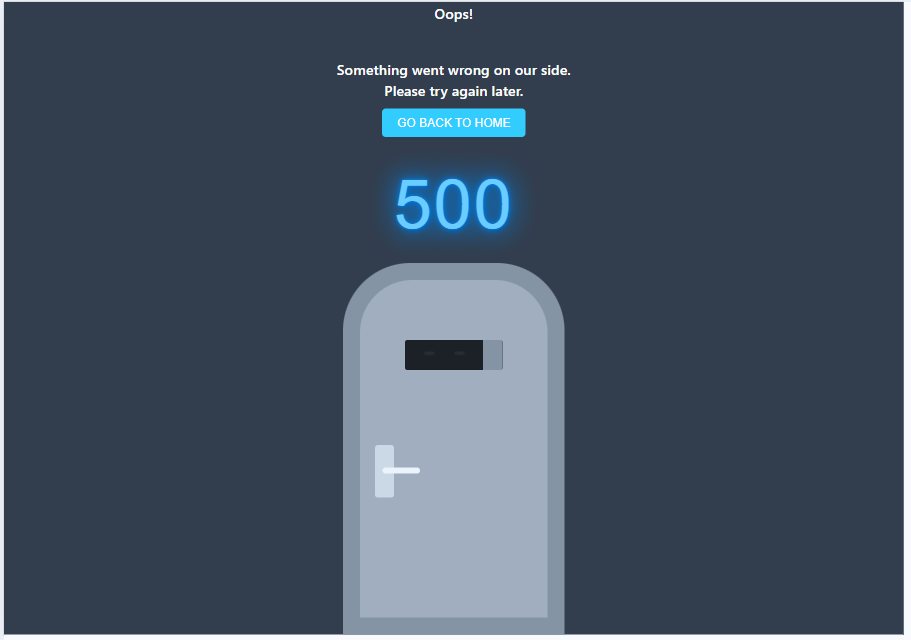 Oops!
Something went wrong on our side.
Please try again later.
GO BACK TO HOME
500